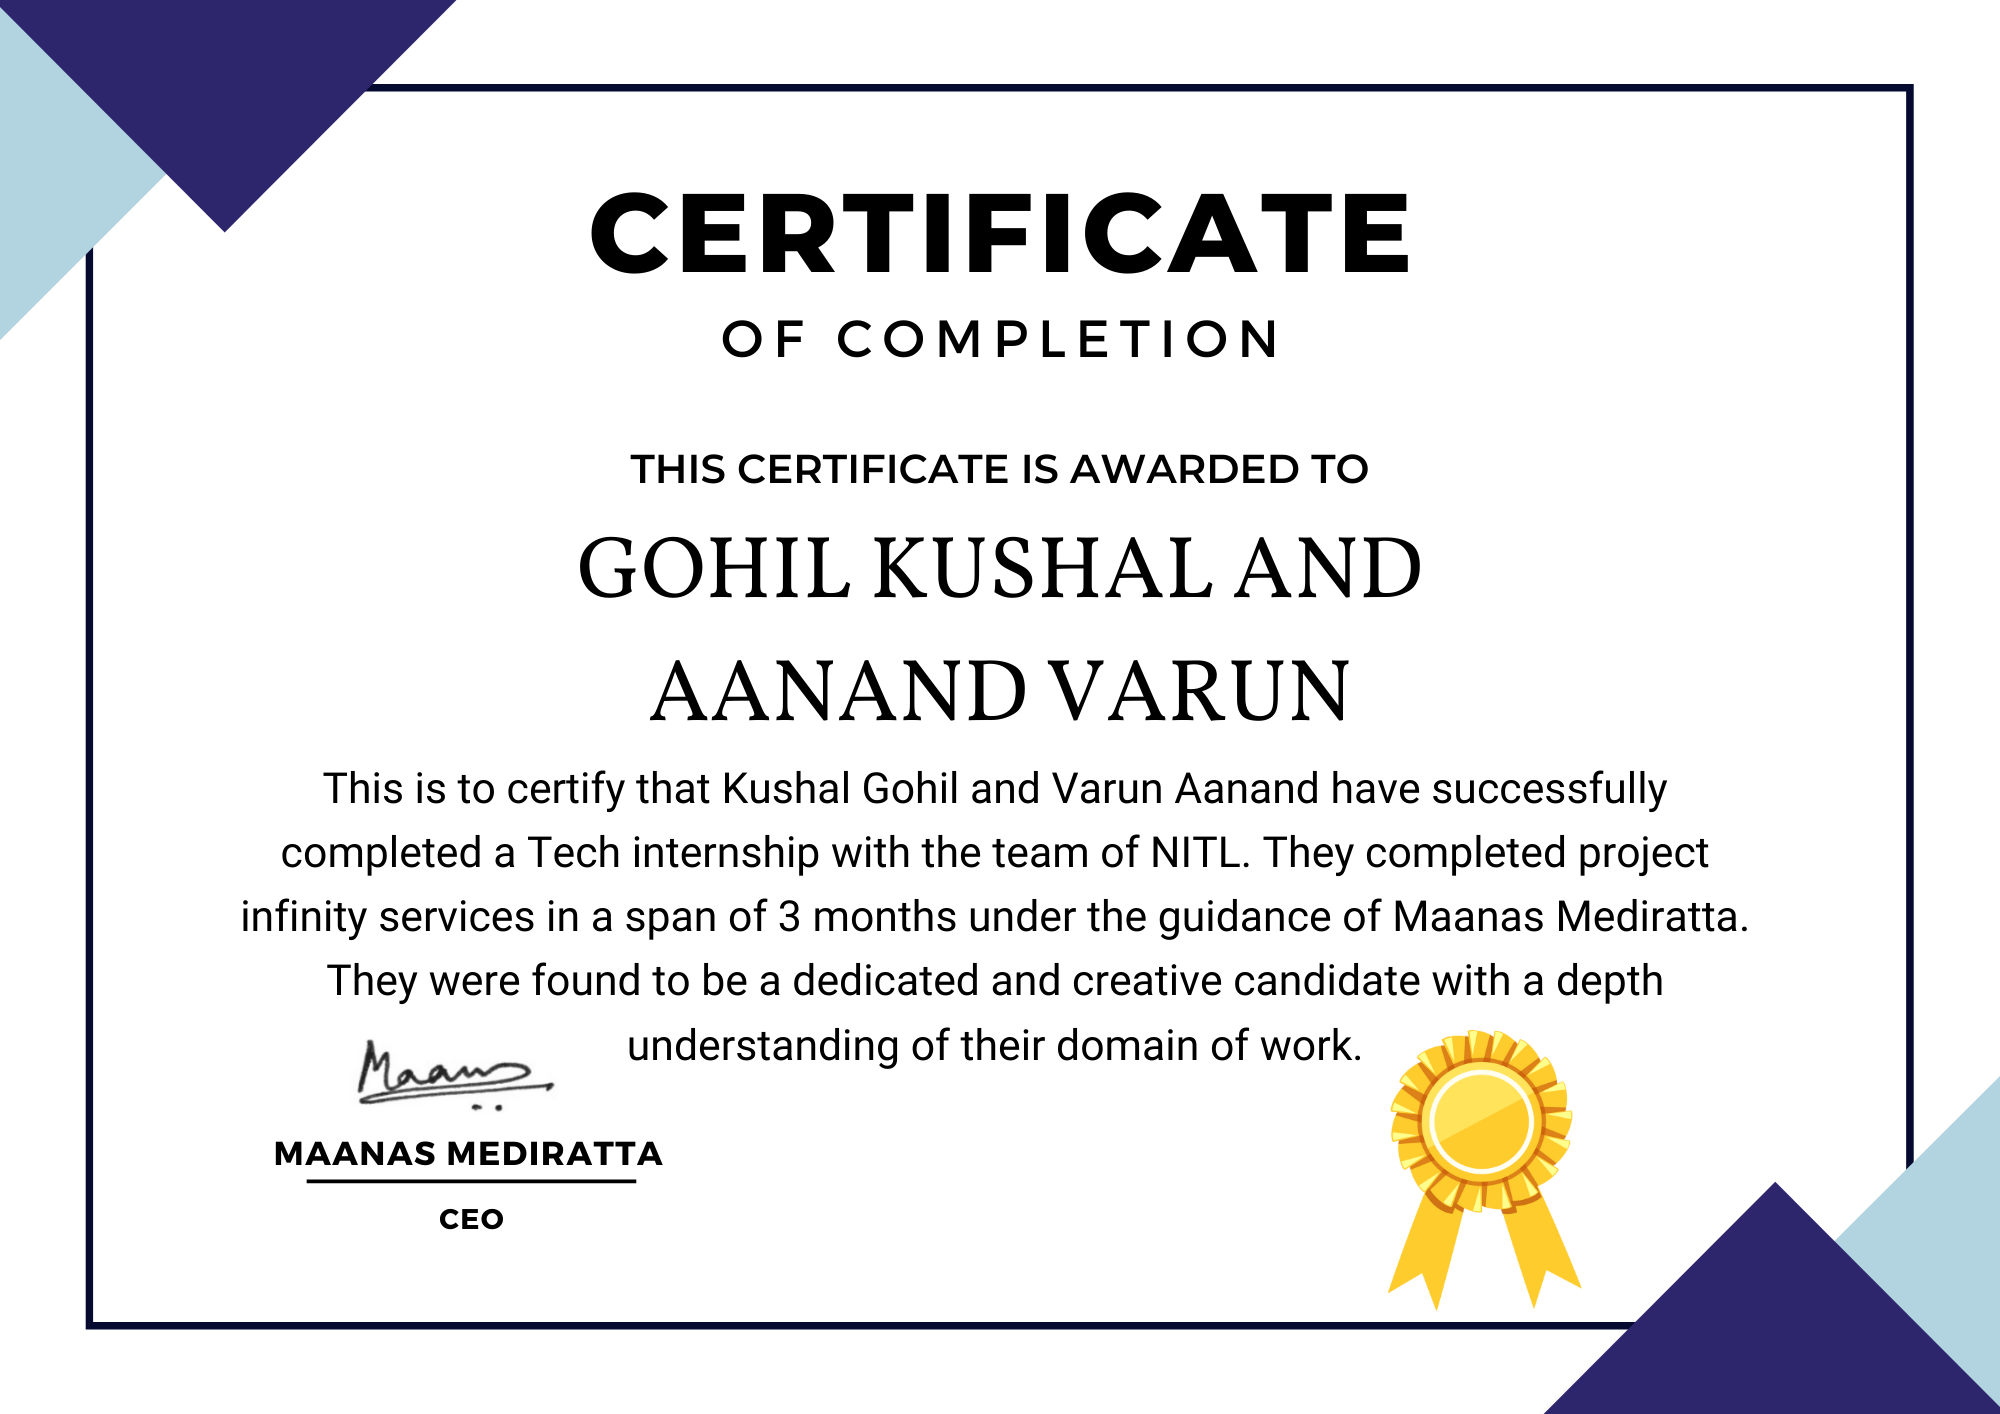 CERTIFICATE
OF COMPLETION
THIS CERTIFICATE IS AWARDED TO
GOHIL KUSHAL AND
AANAND VARUN
This is to certify that Kushal Gohil and Varun Aanand have successfully
completed a Tech internship with the team of NITL. They completed project
infinity services in a span of 3 months under the guidance of Maanas Mediratta.
They were found to be a dedicated and creative candidate with a depth
understanding of their domain of work.
Maanas
MAANAS MEDIRATTA
CEO